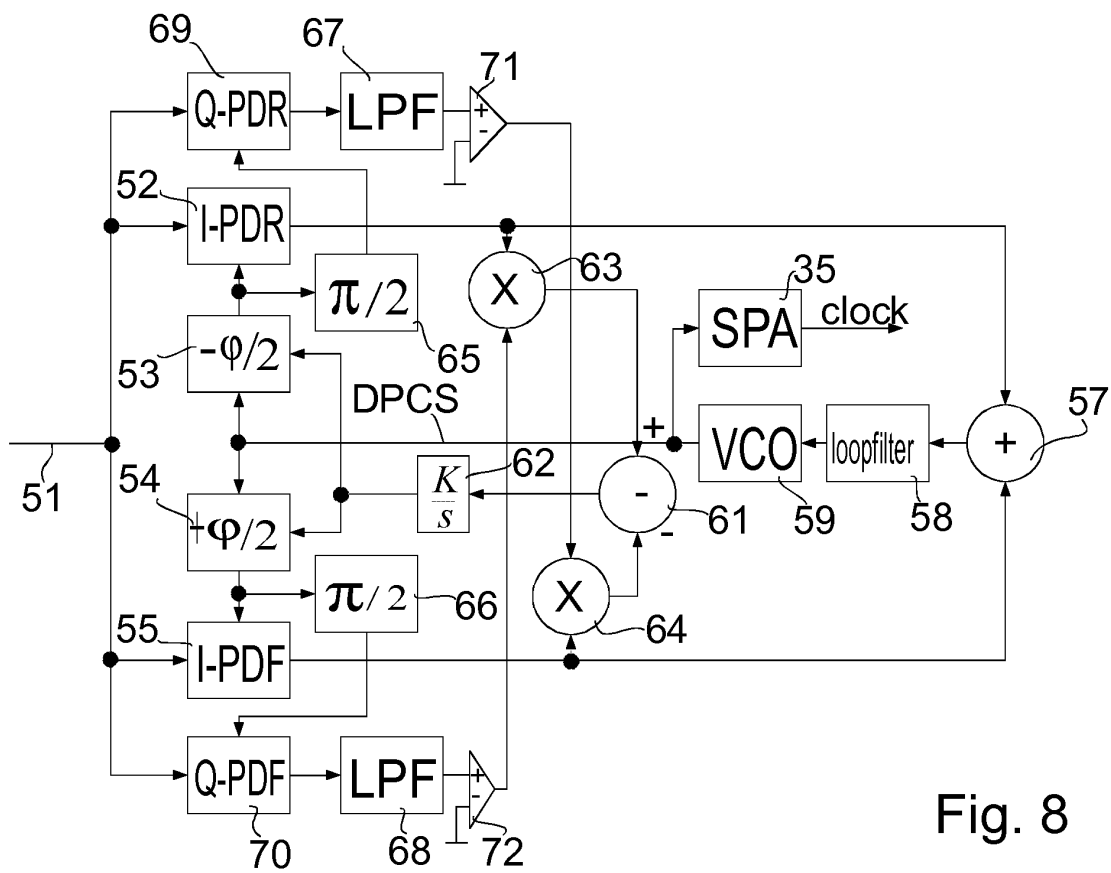 69
67
71
Q-PDR
LPF
+
-
52
I-PDR
63
X
35
π/2
SPA
clock
53
-φ/2
65
DPCS
57
+
VCO
loopfilter
+
51
54
62
K/s
-
61
59
58
+φ/2
-
π/2
66
X
64
55
I-PDF
Q-PDF
LPF
+
-
70
68
72
Fig. 8